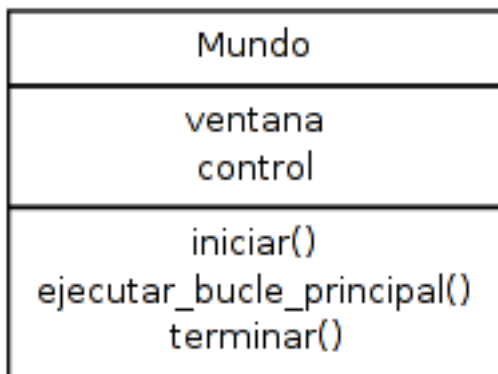 Mundo
ventana
control
iniciar()
ejecutar_bucle_principal()
terminar()